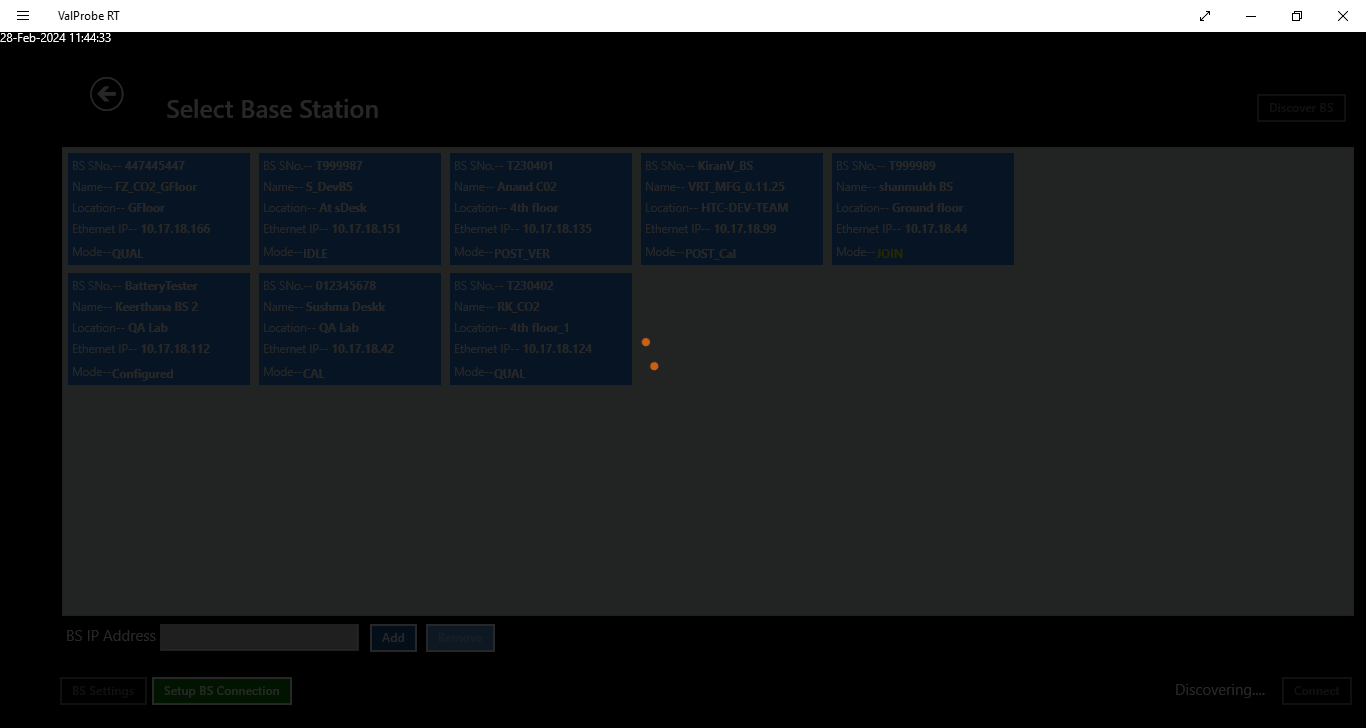 ValProbe RT
28-Feb-2024 11:44:33
Select Base Station
Discover BS
BS SNo.-- 447445447
Name-- FZ_CO2_GFloor
Location-- GFloor
Ethernet IP-- 10.17.18.166
Mode--QUAL
BS SNo.-- T999987
Name-- S_DevBS
Location-- At sDesk
Ethernet IP-- 10.17.18.151
Mode--IDLE
BS SNo.-- T230401
Name-- Anand C02
Location-- 4th floor
Ethernet IP-- 10.17.18.135
Mode--POST_VER
BS SNo.-- KiranV_BS
Name-- VRT_MFG_0.11.25
Location-- HTC-DEV-TEAM
Ethernet IP-- 10.17.18.99
Mode--POST_Cal
BS SNo.-- T999989
Name-- shanmukh BS
Location-- Ground floor
Ethernet IP-- 10.17.18.44
Mode--JOIN
BS SNo.-- BatteryTester
Name-- Keerthana BS 2
Location-- QA Lab
Ethernet IP-- 10.17.18.112
Mode--Configured
BS SNo.-- 012345678
Name-- Sushma Deskk
Location-- QA Lab
Ethernet IP-- 10.17.18.42
Mode--CAL
BS SNo.-- T230402
Name-- RK_CO2
Location-- 4th floor_1
Ethernet IP-- 10.17.18.124
Mode--QUAL
BS IP Address
Add
Remove
BS Settings
Setup BS Connection
Discovering....
Connect